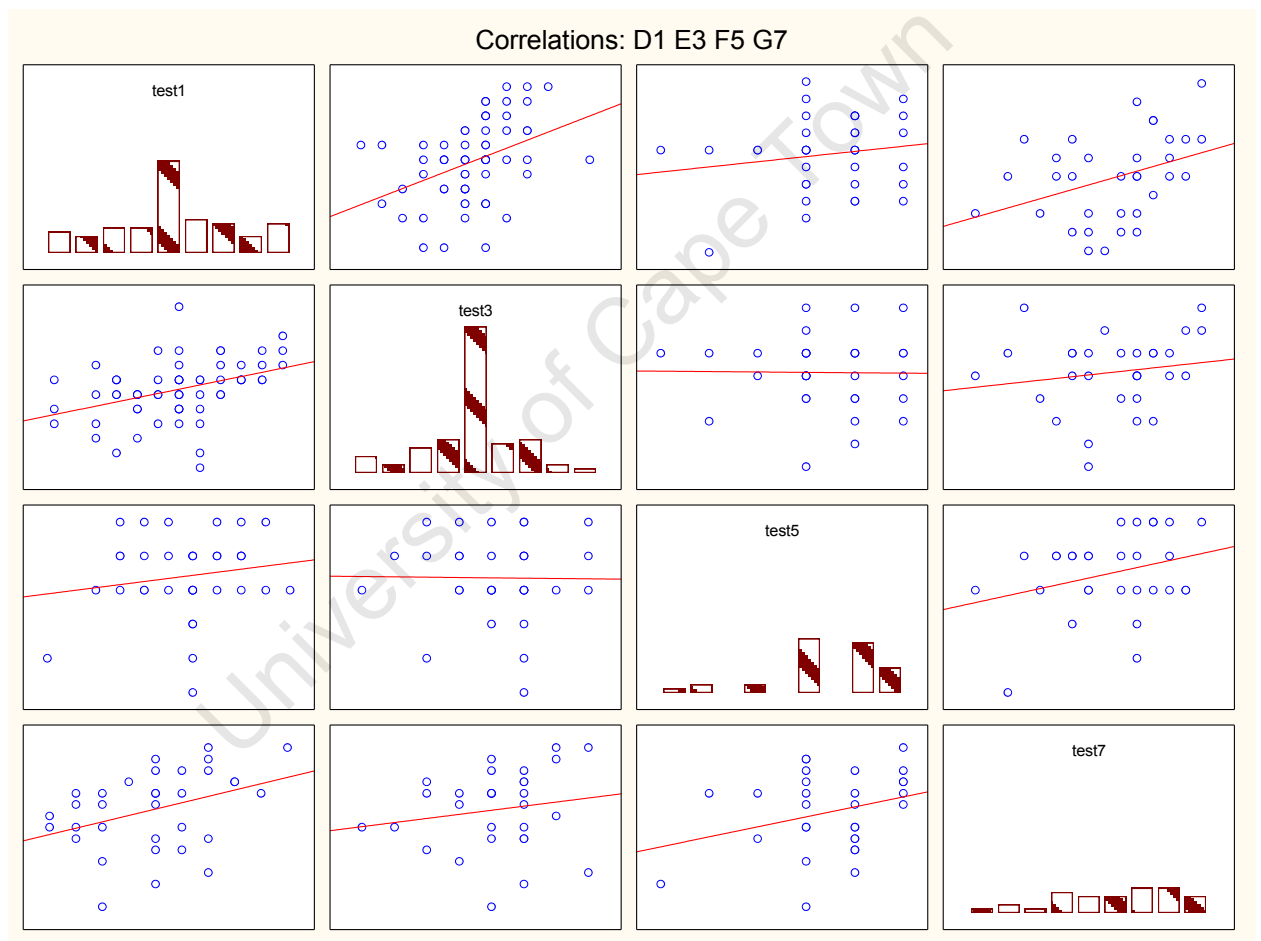 Correlations: D1 E3 F5 G7
test1
test3
test5
test7
University of Cape Town